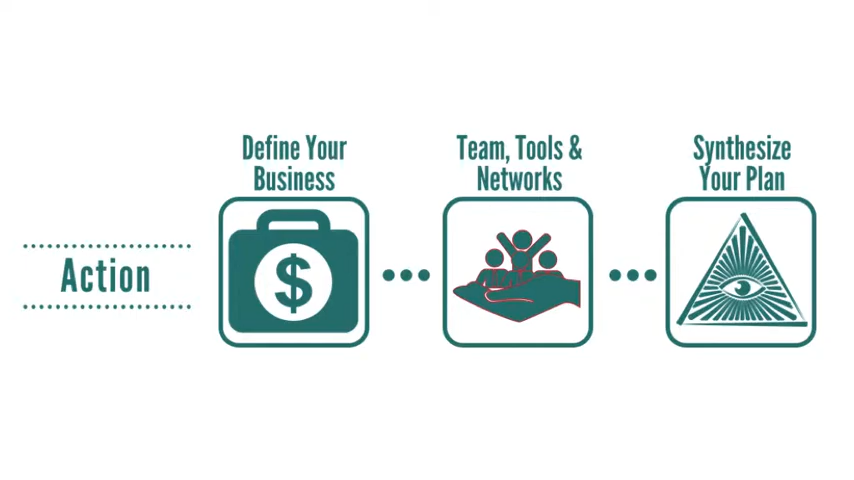 Action
Define Your
Business
$
Team, Tools &
Networks
Synthesize
Your Plan